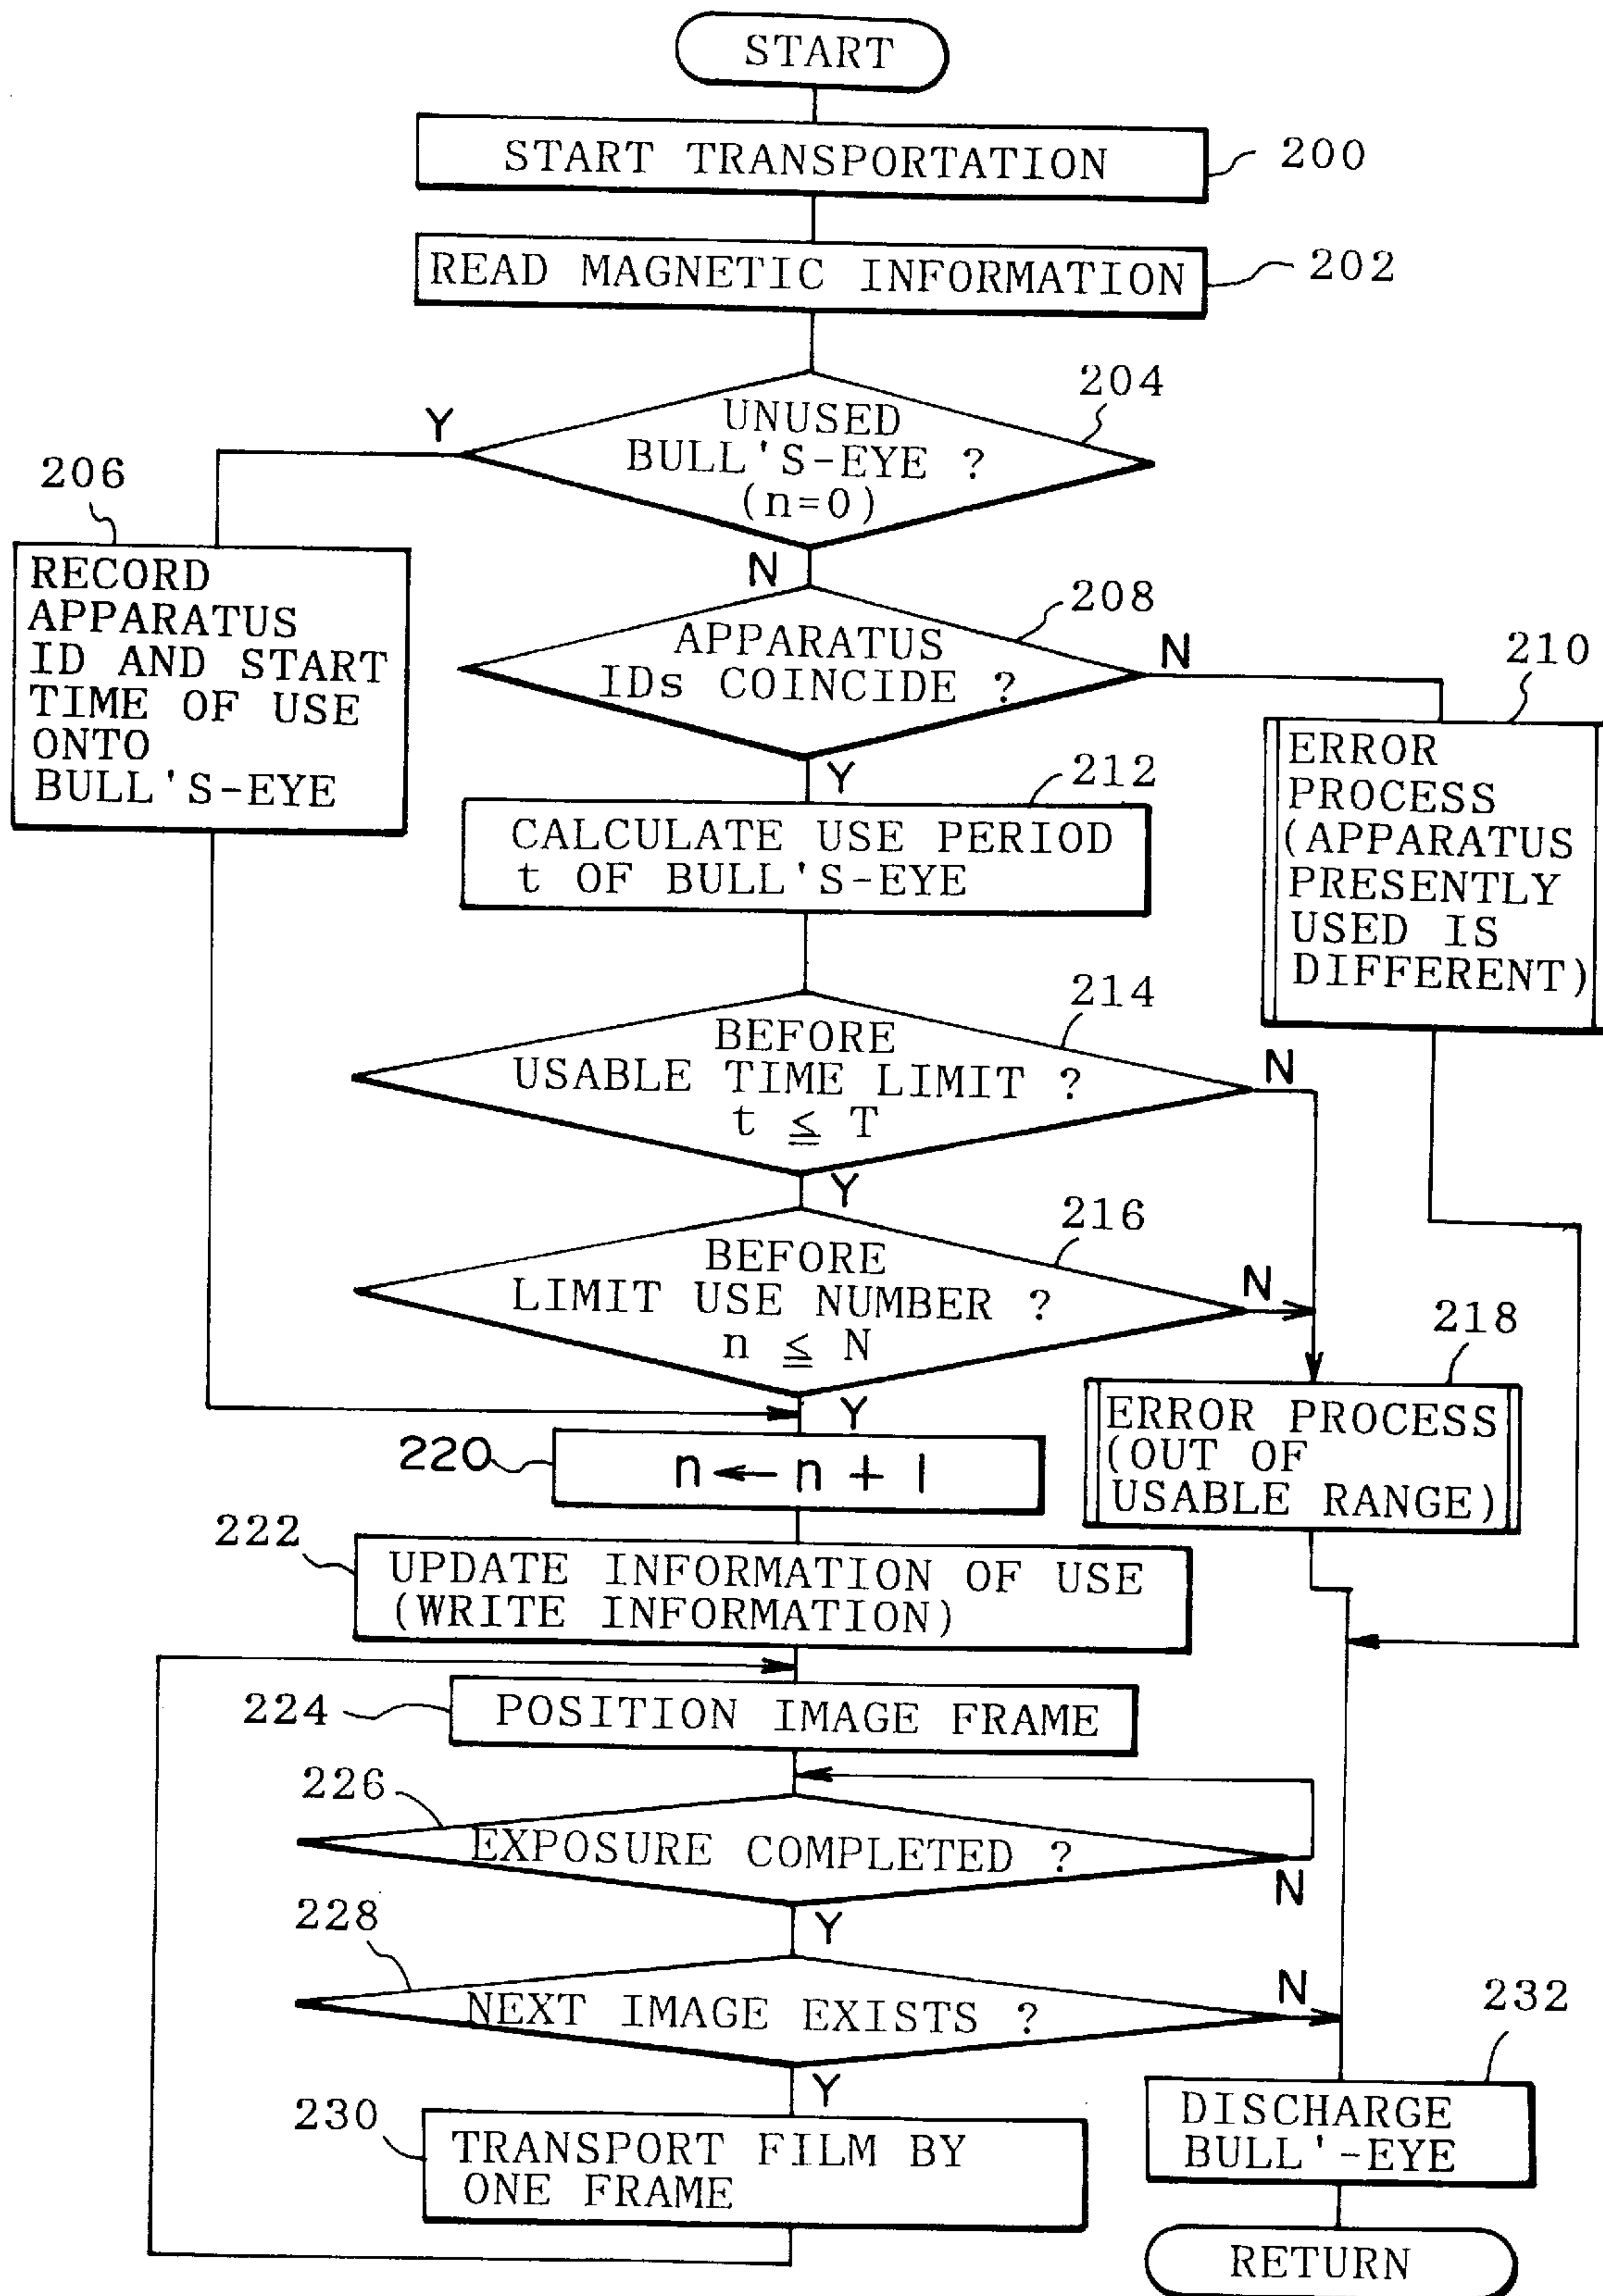 START
START TRANSPORTATION
200
READ MAGNETIC INFORMATION
202
204
UNUSED
BULL'S-EYE ?
(n=0)
Y
N
206
RECORD
APPARATUS
ID AND START
TIME OF USE
ONTO
BULL'S-EYE
208
APPARATUS
IDs COINCIDE ?
N
Y
210
ERROR
PROCESS
(APPARATUS
PRESENTLY
USED IS
DIFFERENT)
212
CALCULATE USE PERIOD
t OF BULL'S-EYE
214
BEFORE
USABLE TIME LIMIT ?
t ≦ T
N
Y
216
BEFORE
LIMIT USE NUMBER ?
n ≦ N
N
Y
218
ERROR PROCESS
(OUT OF
USABLE RANGE)
220
n ← n + 1
222
UPDATE INFORMATION OF USE
(WRITE INFORMATION)
224
POSITION IMAGE FRAME
226
EXPOSURE COMPLETED ?
N
Y
228
NEXT IMAGE EXISTS ?
N
Y
230
TRANSPORT FILM BY
ONE FRAME
232
DISCHARGE
BULL'-EYE
RETURN